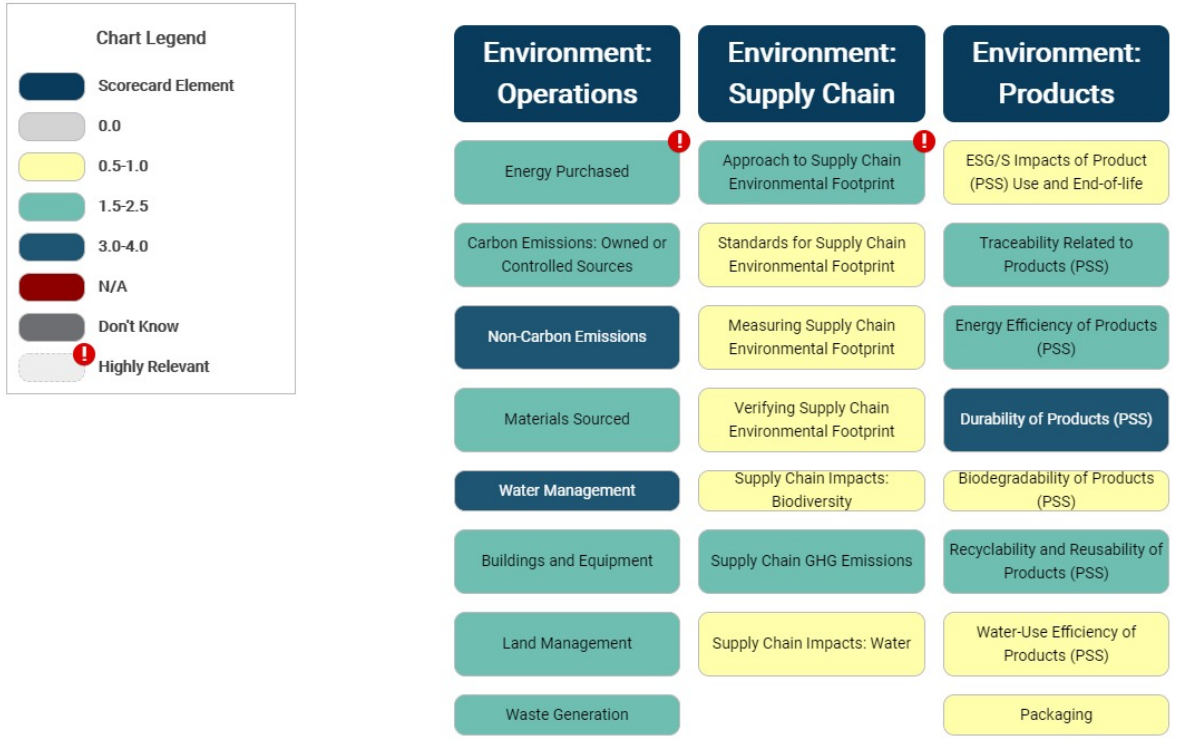 Chart Legend
Scorecard Element
0.0
0.5-1.0
1.5-2.5
3.0-4.0
N/A
Don't Know
!
Highly Relevant
Environment:
Operations
!
Energy Purchased
Carbon Emissions: Owned or
Controlled Sources
Non-Carbon Emissions
Materials Sourced
Water Management
Buildings and Equipment
Land Management
Waste Generation
Environment:
Supply Chain
!
Approach to Supply Chain
Environmental Footprint
Standards for Supply Chain
Environmental Footprint
Measuring Supply Chain
Environmental Footprint
Verifying Supply Chain
Environmental Footprint
Supply Chain Impacts:
Biodiversity
Supply Chain GHG Emissions
Supply Chain Impacts: Water
Environment:
Products
ESG/S Impacts of Product
(PSS) Use and End-of-life
Traceability Related to
Products (PSS)
Energy Efficiency of Products
(PSS)
Durability of Products (PSS)
Biodegradability of Products
(PSS)
Recyclability and Reusability of
Products (PSS)
Water-Use Efficiency of
Products (PSS)
Packaging